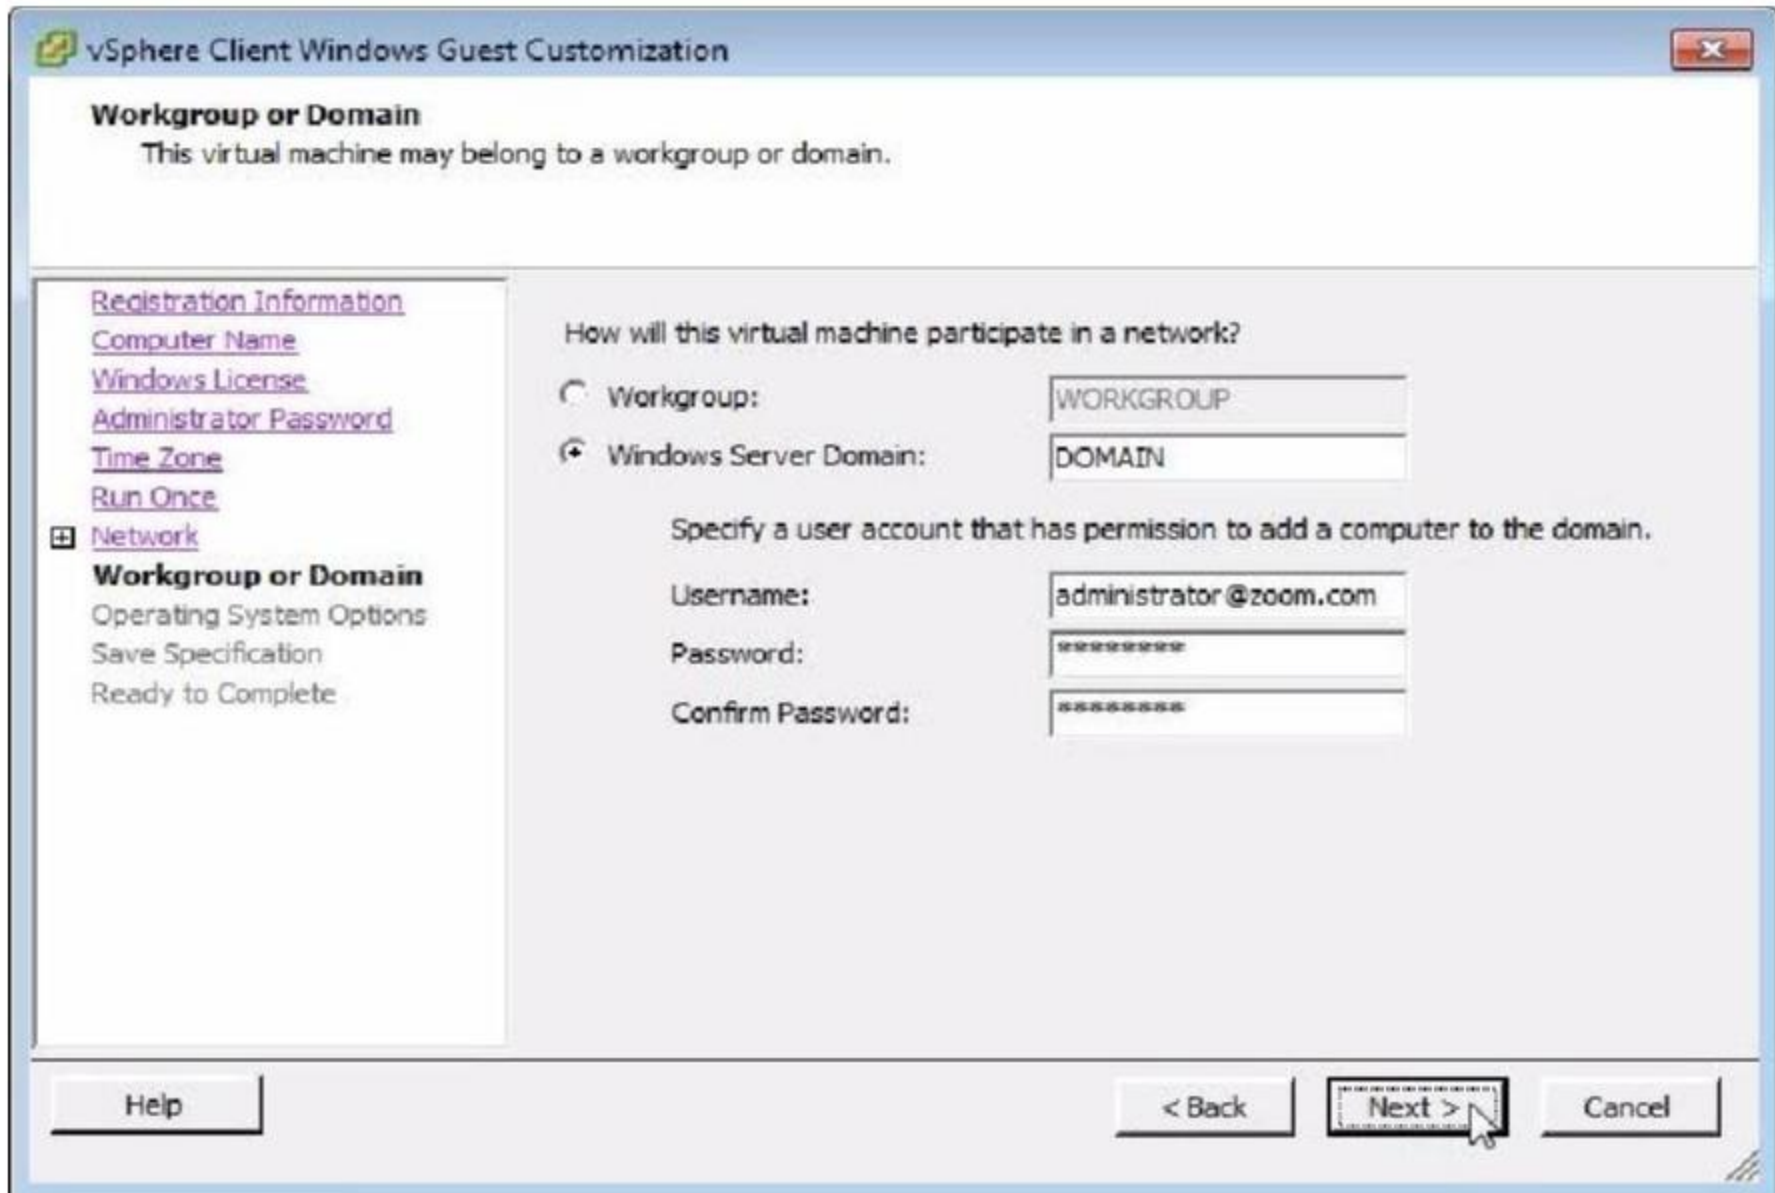 vSphere Client Windows Guest Customization
Workgroup or Domain
This virtual machine may belong to a workgroup or domain.
Registration Information
Computer Name
Windows License
Administrator Password
Time Zone
Run Once
Network
Workgroup or Domain
Operating System Options
Save Specification
Ready to Complete
How will this virtual machine participate in a network?
Workgroup: WORKGROUP
Windows Server Domain: DOMAIN
Specify a user account that has permission to add a computer to the domain.
Username: administrator@zoom.com
Password: ********
Confirm Password: ********
Help
< Back
Next >
Cancel